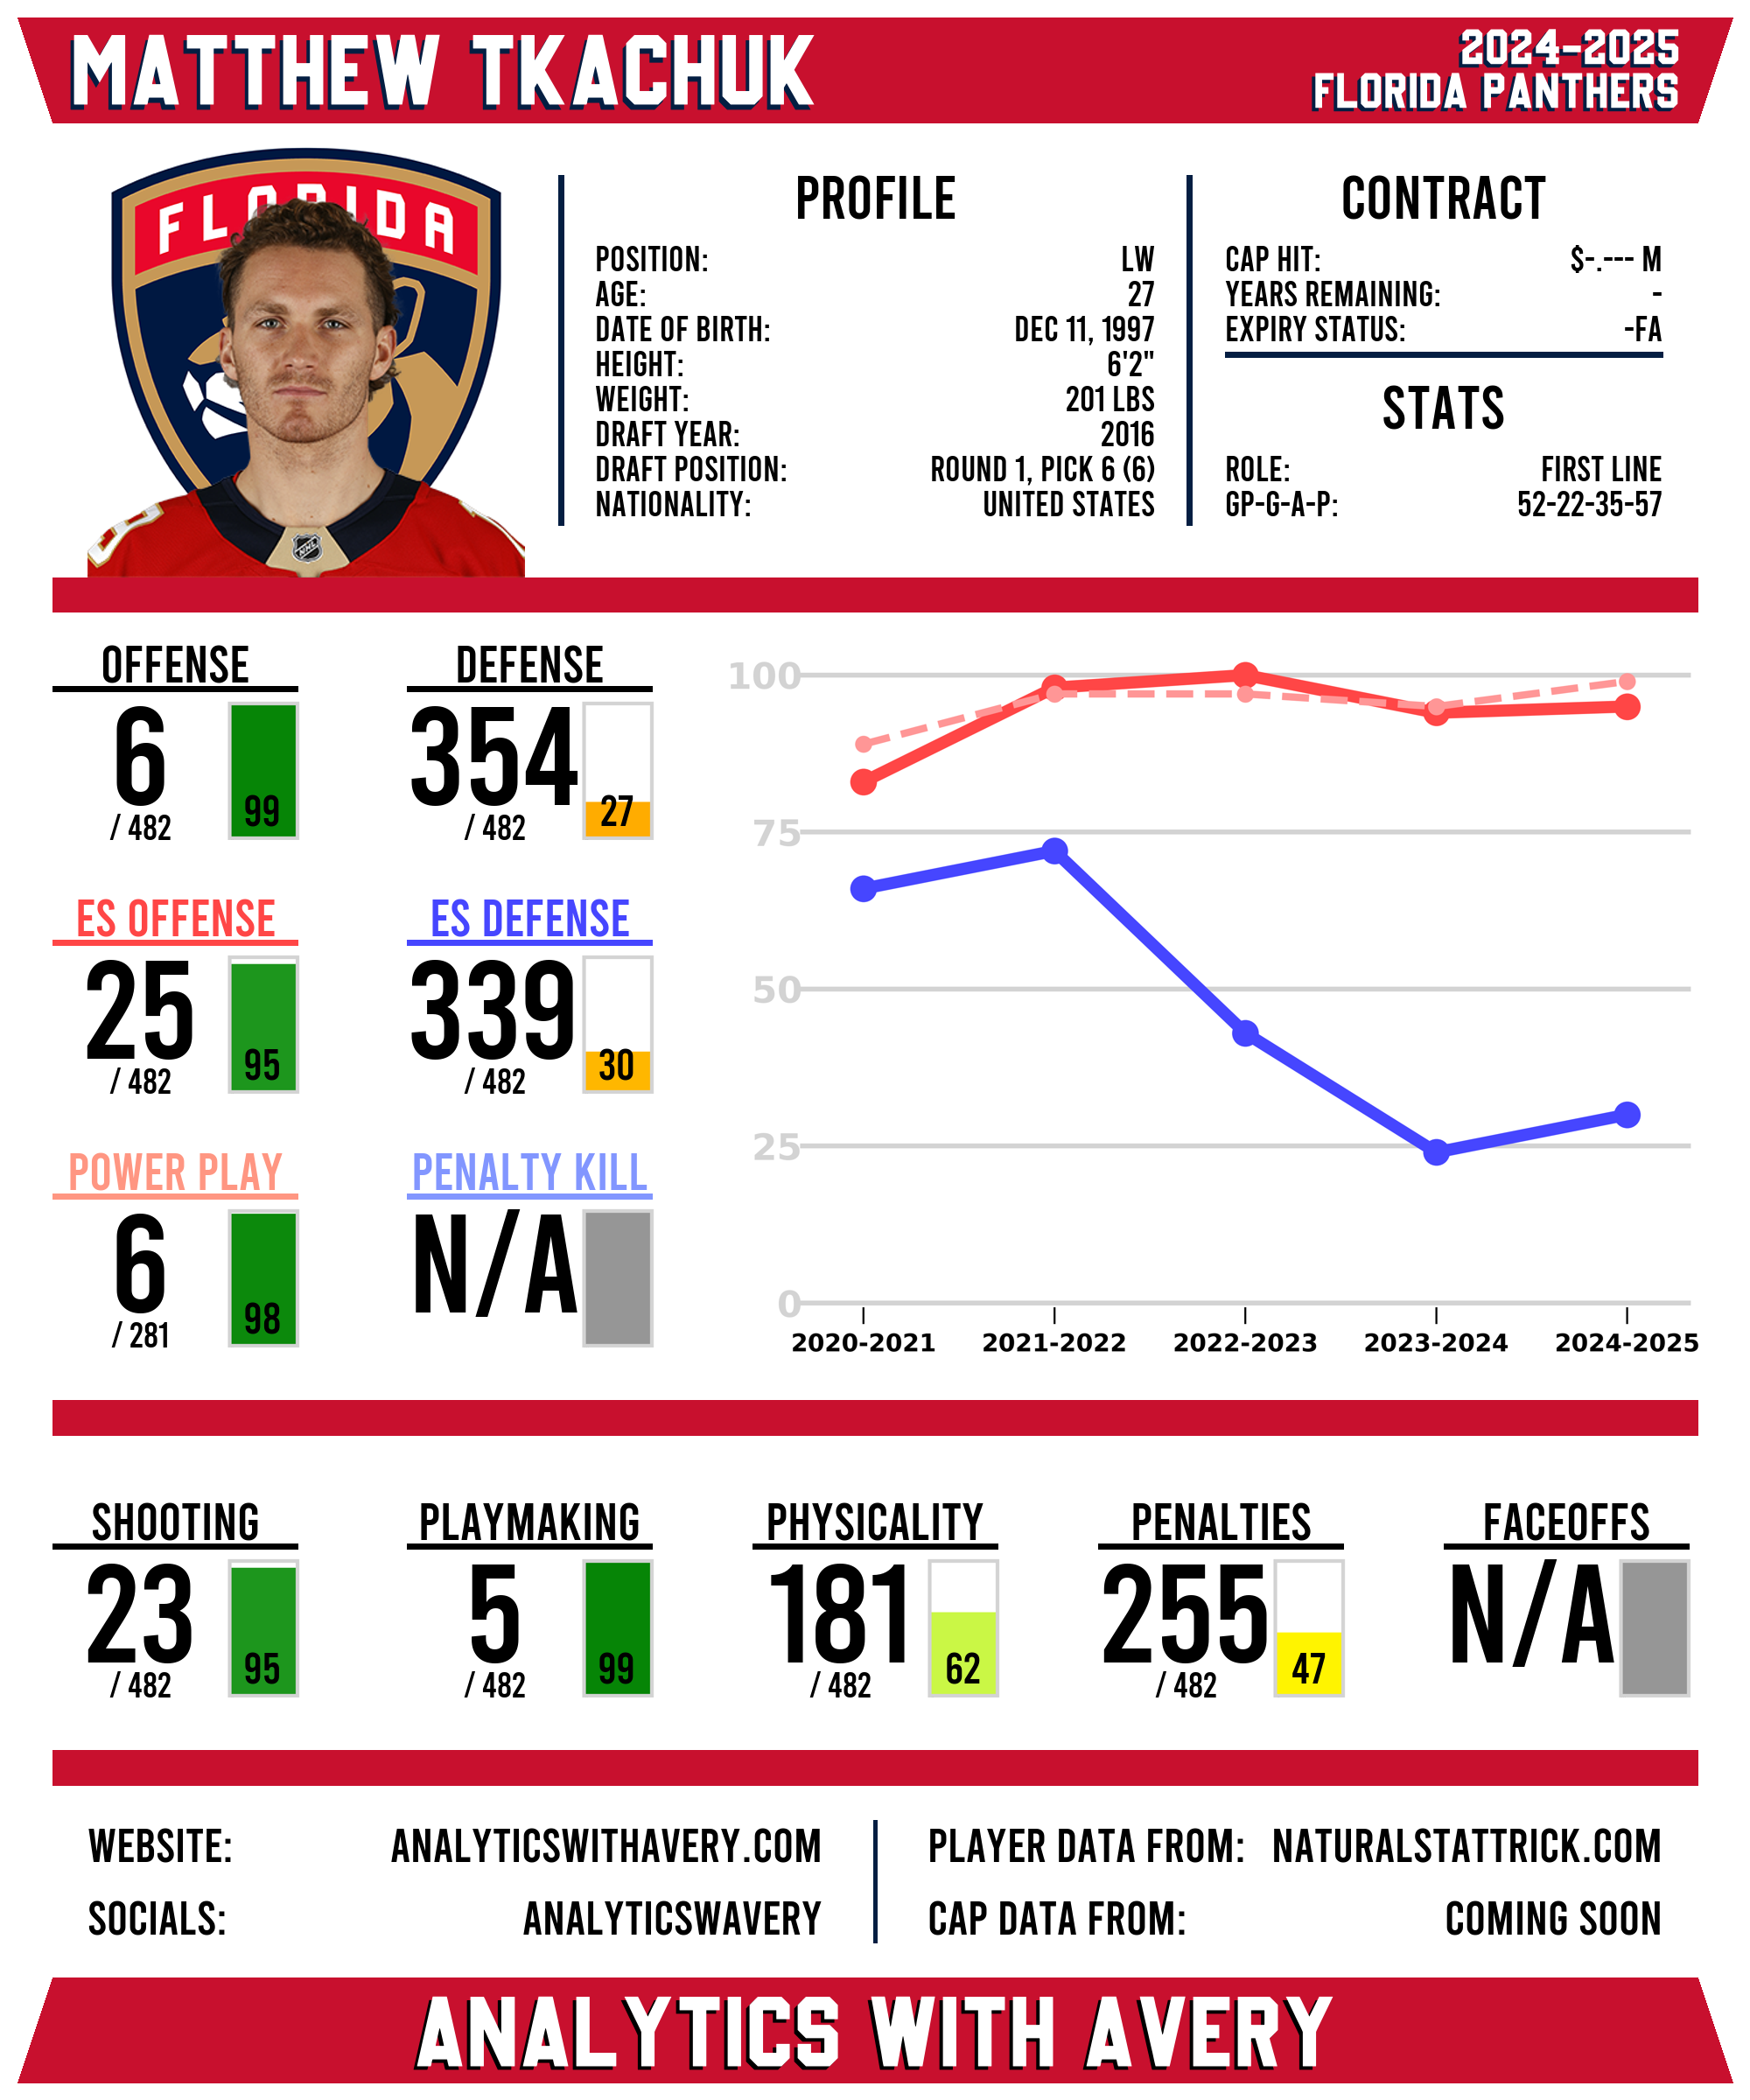 MATTHEW TKACHUK
2024-2025
FLORIDA PANTHERS
FLORIDA
NHL
PROFILE
POSITION: LW
AGE: 27
DATE OF BIRTH: DEC 11, 1997
HEIGHT: 6'2"
WEIGHT: 201 LBS
DRAFT YEAR: 2016
DRAFT POSITION: ROUND 1, PICK 6 (6)
NATIONALITY: UNITED STATES
CONTRACT
CAP HIT: $-.--- M
YEARS REMAINING: -
EXPIRY STATUS: -FA
STATS
ROLE: FIRST LINE
GP-G-A-P: 52-22-35-57
OFFENSE
6
/ 482
99
DEFENSE
354
/ 482
27
ES OFFENSE
25
/ 482
95
ES DEFENSE
339
/ 482
30
POWER PLAY
6
/ 281
98
PENALTY KILL
N/A
100
75
50
25
0
2020-2021 2021-2022 2022-2023 2023-2024 2024-2025
SHOOTING
23
/ 482
95
PLAYMAKING
5
/ 482
99
PHYSICALITY
181
/ 482
62
PENALTIES
255
/ 482
47
FACEOFFS
N/A
WEBSITE: ANALYTICSWITHAVERY.COM
SOCIALS: ANALYTICSWAVERY
PLAYER DATA FROM: NATURALSTATTRICK.COM
CAP DATA FROM: COMING SOON
ANALYTICS WITH AVERY